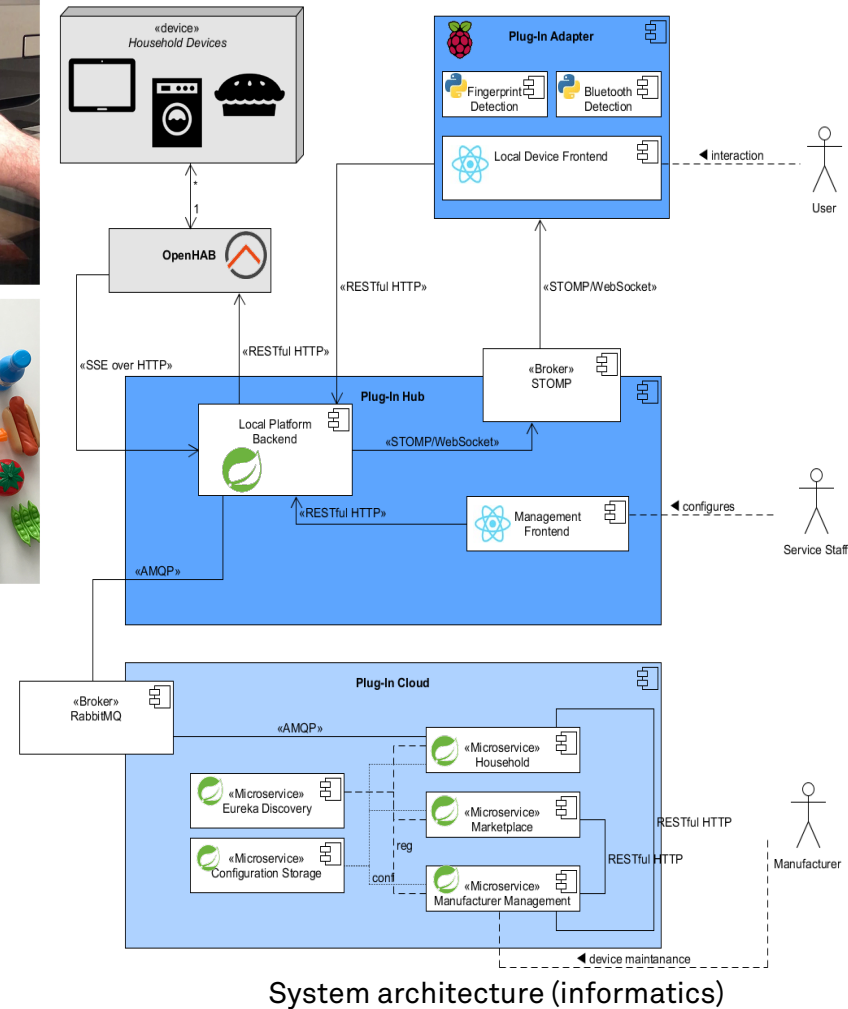 «device»
Household Devices
*
1
OpenHAB
Plug-In Adapter
Fingerprint
Detection
Bluetooth
Detection
Local Device Frontend
◀ interaction
User
«RESTful HTTP»
«STOMP/WebSocket»
«SSE over HTTP»
«RESTful HTTP»
«Broker»
STOMP
Plug-In Hub
Local Platform
Backend
«STOMP/WebSocket»
«RESTful HTTP»
Management
Frontend
◀ configures
Service Staff
«AMQP»
Plug-In Cloud
«Broker»
RabbitMQ
«AMQP»
«Microservice»
Household
«Microservice»
Eureka Discovery
«Microservice»
Marketplace
RESTful HTTP
reg
«Microservice»
Configuration Storage
RESTful HTTP
Manufacturer
conf
«Microservice»
Manufacturer Management
◀ device maintanance
System architecture (informatics)